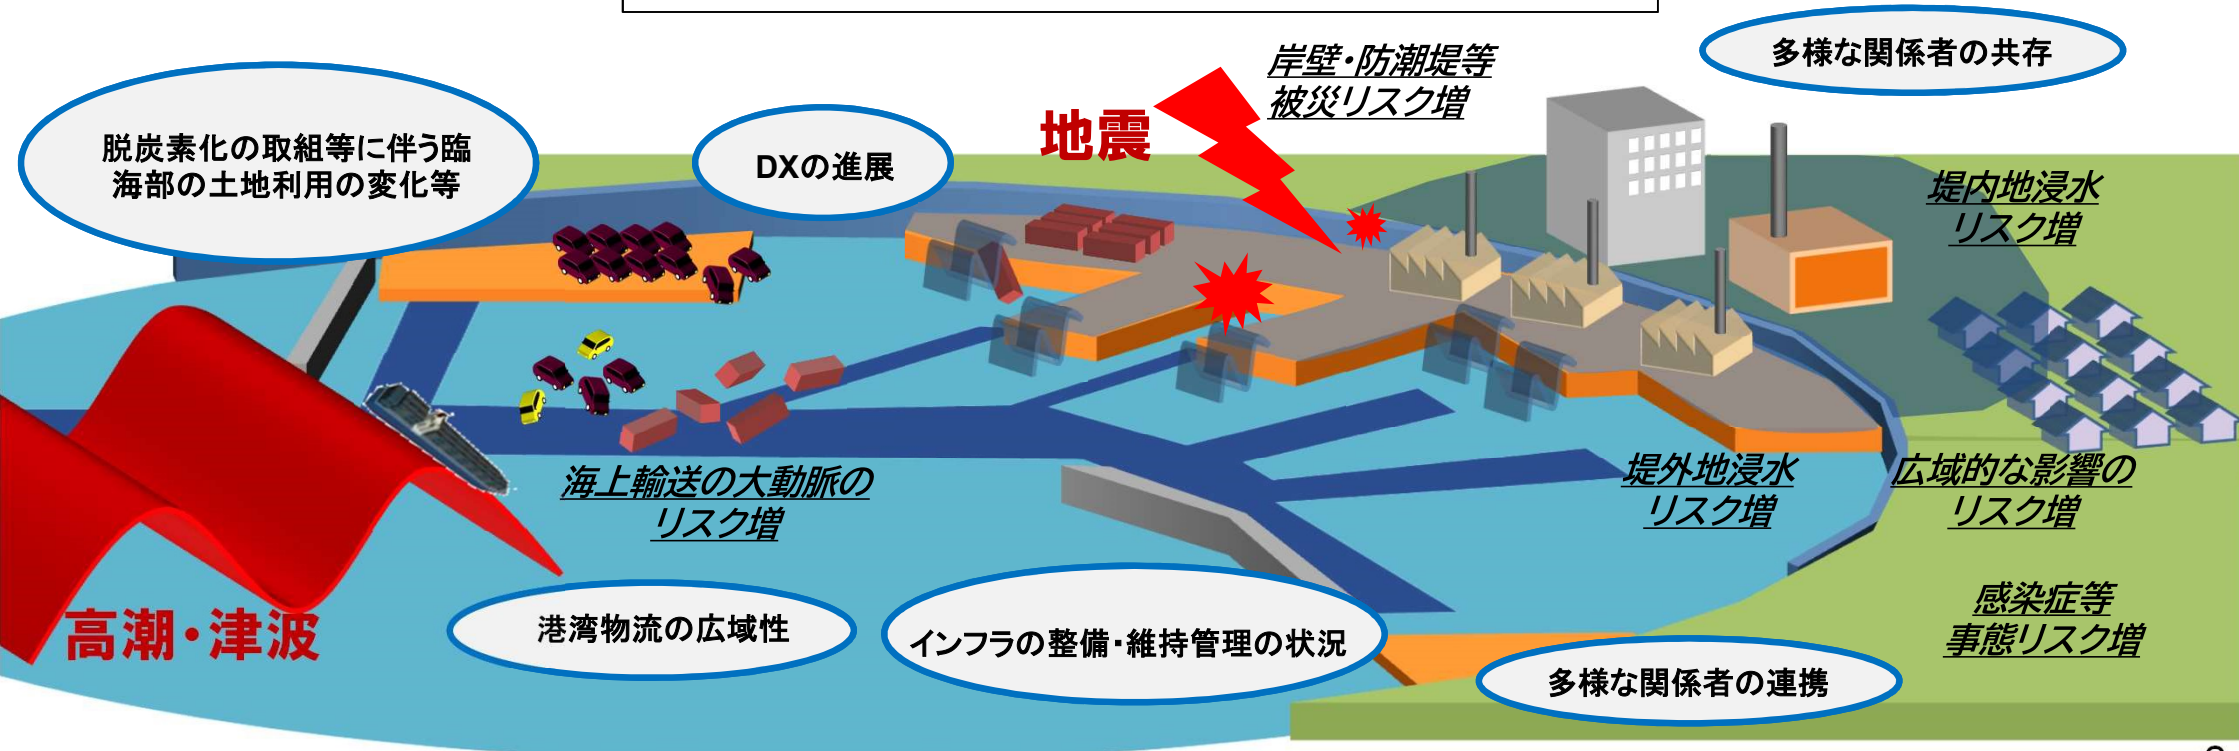 多様な関係者の共存
岸壁・防潮堤等
被災リスク増
地震
脱炭素化の取組等に伴う臨
海部の土地利用の変化等
DXの進展
堤内地浸水
リスク増
海上輸送の大動脈の
リスク増
堤外地浸水
リスク増
広域的な影響の
リスク増
高潮・津波
港湾物流の広域性
インフラの整備・維持管理の状況
感染症等
事態リスク増
多様な関係者の連携